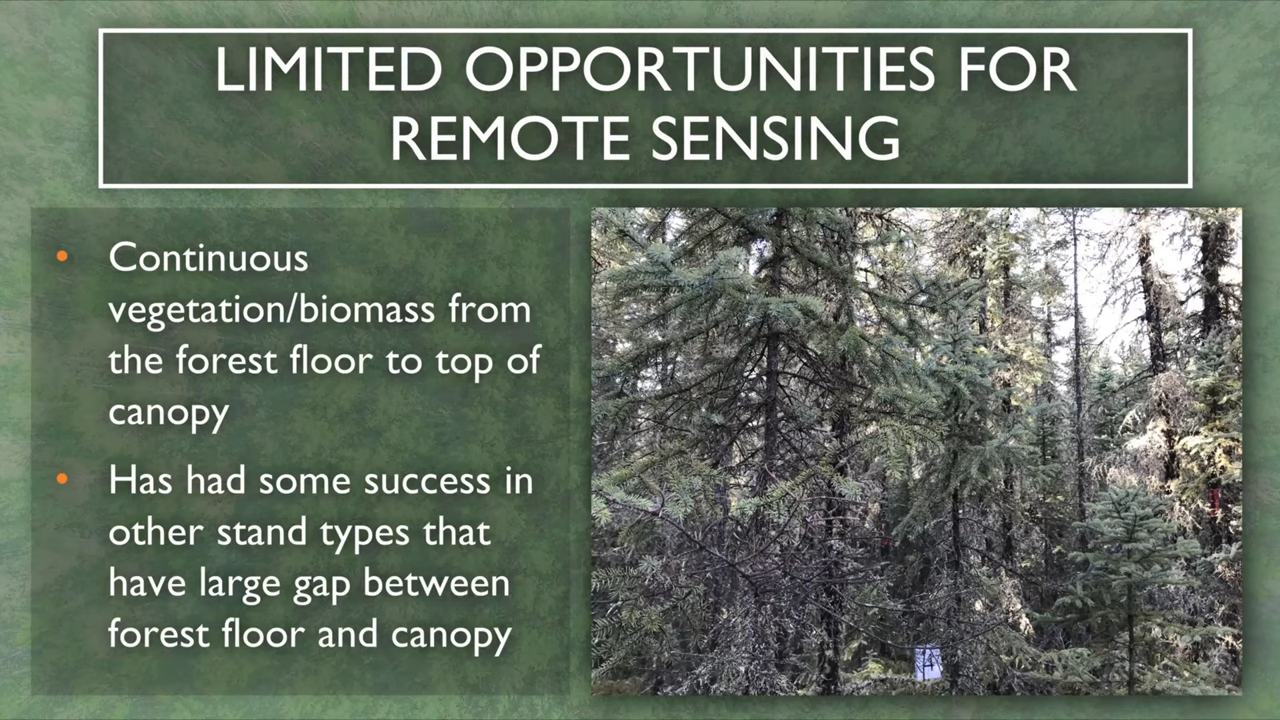 LIMITED OPPORTUNITIES FOR
REMOTE SENSING
• Continuous
vegetation/biomass from
the forest floor to top of
canopy
• Has had some success in
other stand types that
have large gap between
forest floor and canopy
4